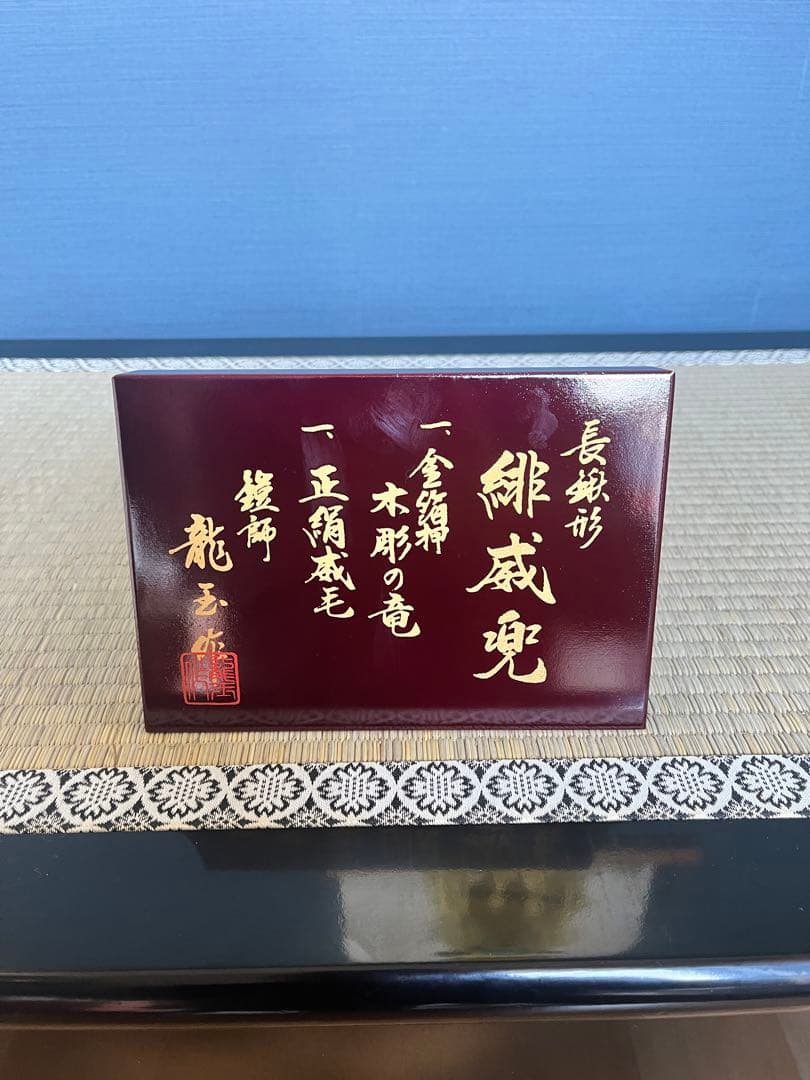 長鍬形
緋威兜
一、金箔押
木彫の竜
一、正絹威毛
鎧師
龍玉作